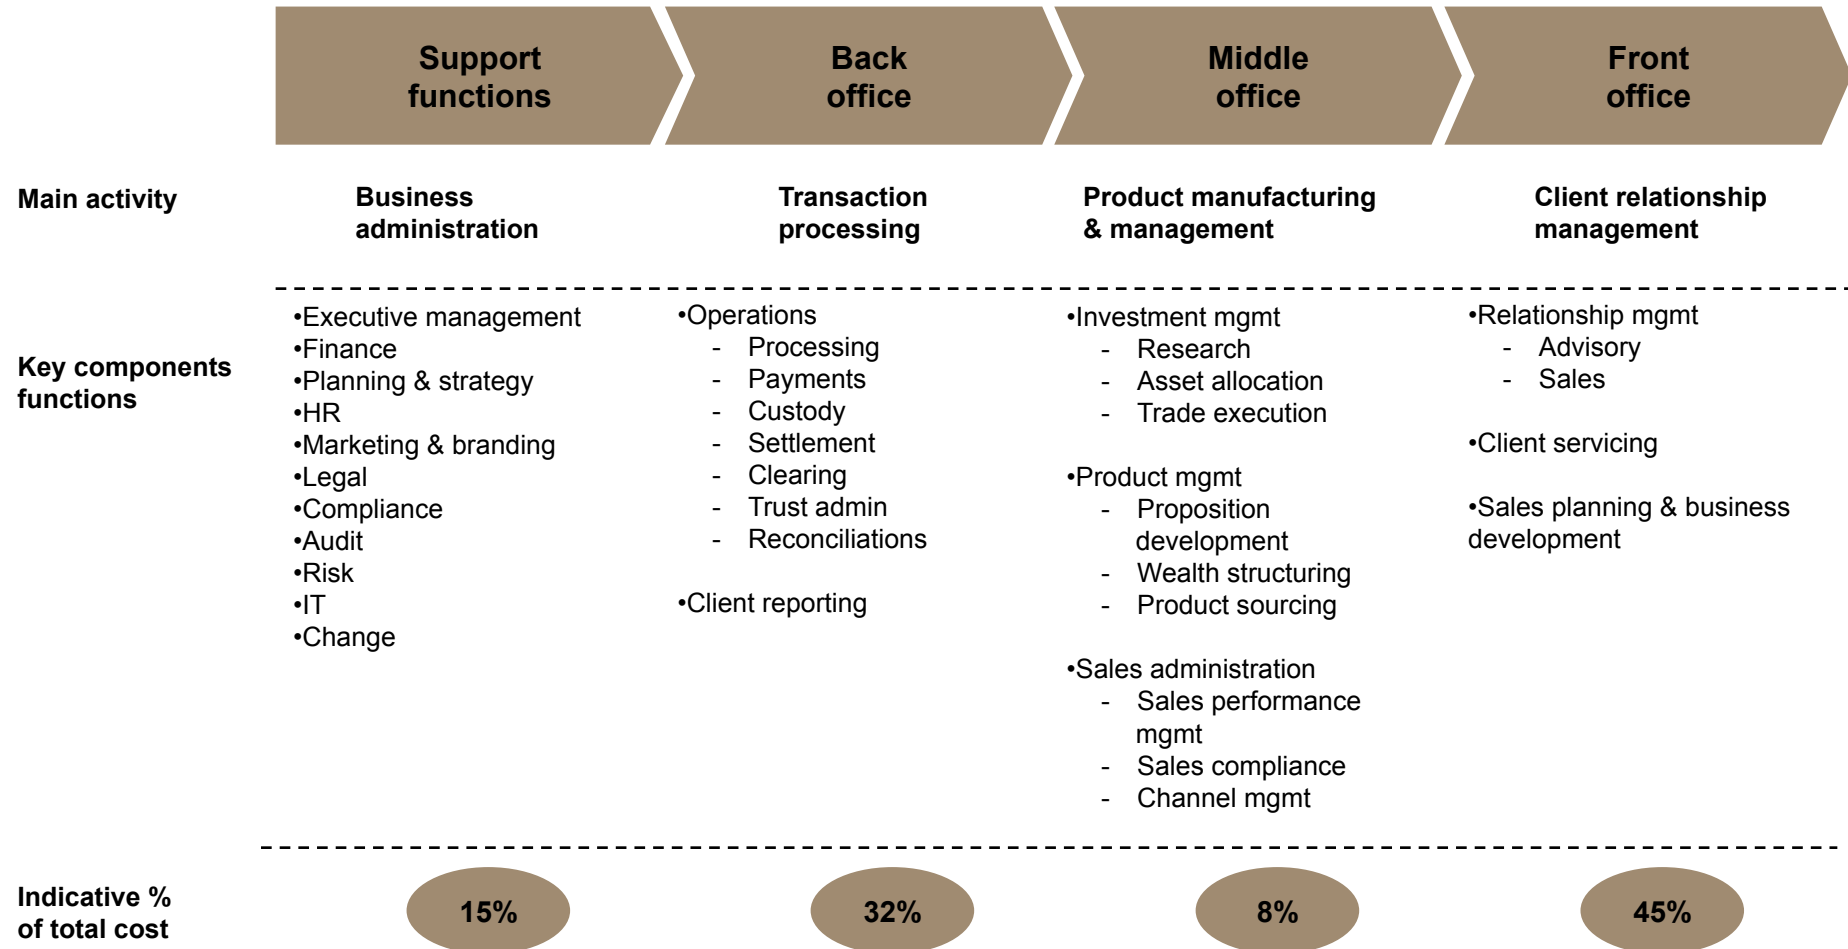 Support
functions
Back
office
Middle
office
Front
office
Main activity
Business
administration
Transaction
processing
Product manufacturing
& management
Client relationship
management
Key components
functions
•Executive management
•Finance
•Planning & strategy
•HR
•Marketing & branding
•Legal
•Compliance
•Audit
•Risk
•IT
•Change
•Operations
- Processing
- Payments
- Custody
- Settlement
- Clearing
- Trust admin
- Reconciliations
•Client reporting
•Investment mgmt
- Research
- Asset allocation
- Trade execution
•Product mgmt
- Proposition
development
- Wealth structuring
- Product sourcing
•Sales administration
- Sales performance
mgmt
- Sales compliance
- Channel mgmt
•Relationship mgmt
- Advisory
- Sales
•Client servicing
•Sales planning & business
development
Indicative %
of total cost
15%
32%
8%
45%